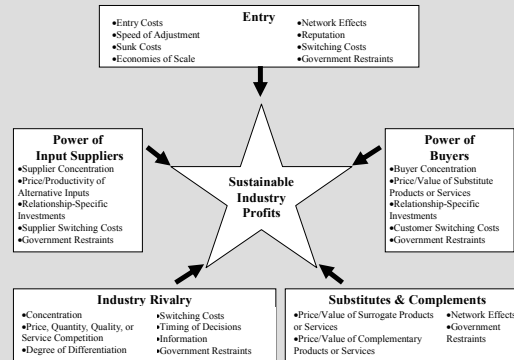 Entry
•Entry Costs
•Speed of Adjustment
•Sunk Costs
•Economies of Scale
•Network Effects
•Reputation
•Switching Costs
•Government Restraints
Power of
Input Suppliers
•Supplier Concentration
•Price/Productivity of
Alternative Inputs
•Relationship-Specific
Investments
•Supplier Switching Costs
•Government Restraints
Sustainable
Industry
Profits
Power of
Buyers
•Buyer Concentration
•Price/Value of Substitute
Products or Services
•Relationship-Specific
Investments
•Customer Switching Costs
•Government Restraints
Industry Rivalry
•Concentration
•Price, Quantity, Quality, or
Service Competition
•Degree of Differentiation
•Switching Costs
•Timing of Decisions
•Information
•Government Restraints
Substitutes & Complements
•Price/Value of Surrogate Products
or Services
•Price/Value of Complementary
Products or Services
•Network Effects
•Government
Restraints